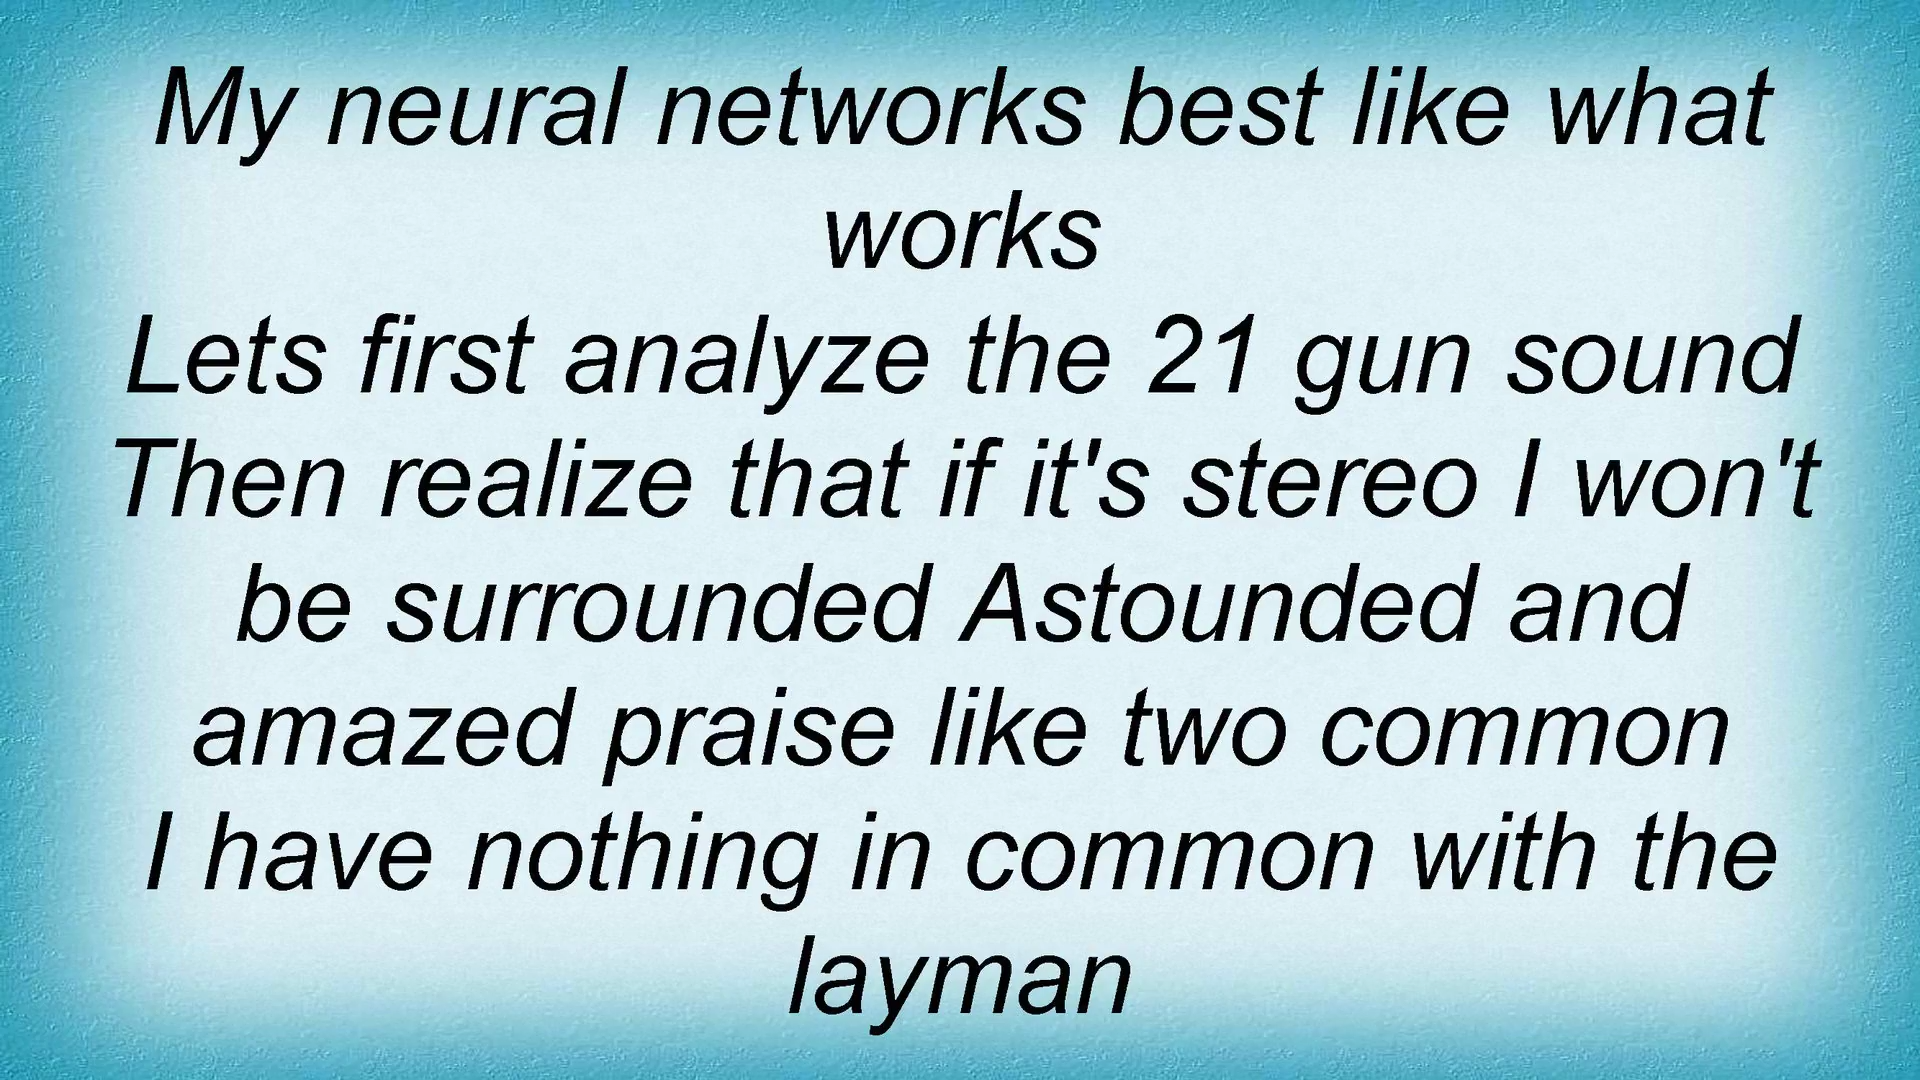 My neural networks best like what
works
Lets first analyze the 21 gun sound
Then realize that if it's stereo I won't
be surrounded Astounded and
amazed praise like two common
I have nothing in common with the
layman